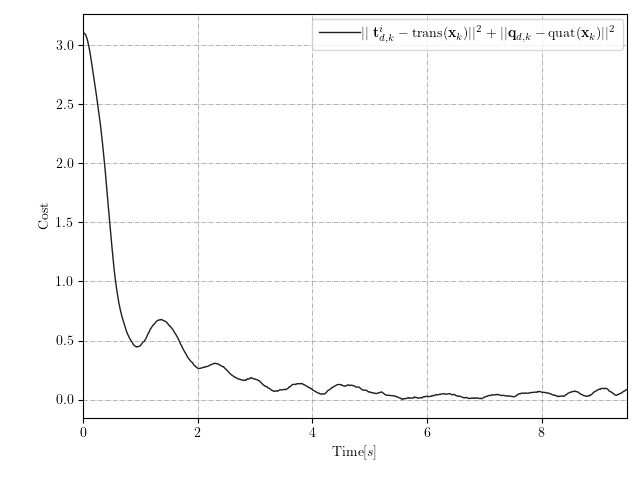 || t^i_{d,k} − trans(x_k)||² + ||q_{d,k} − quat(x_k)||²
3.0
2.5
2.0
1.5
1.0
0.5
0.0
Cost
0 2 4 6 8
Time[s]